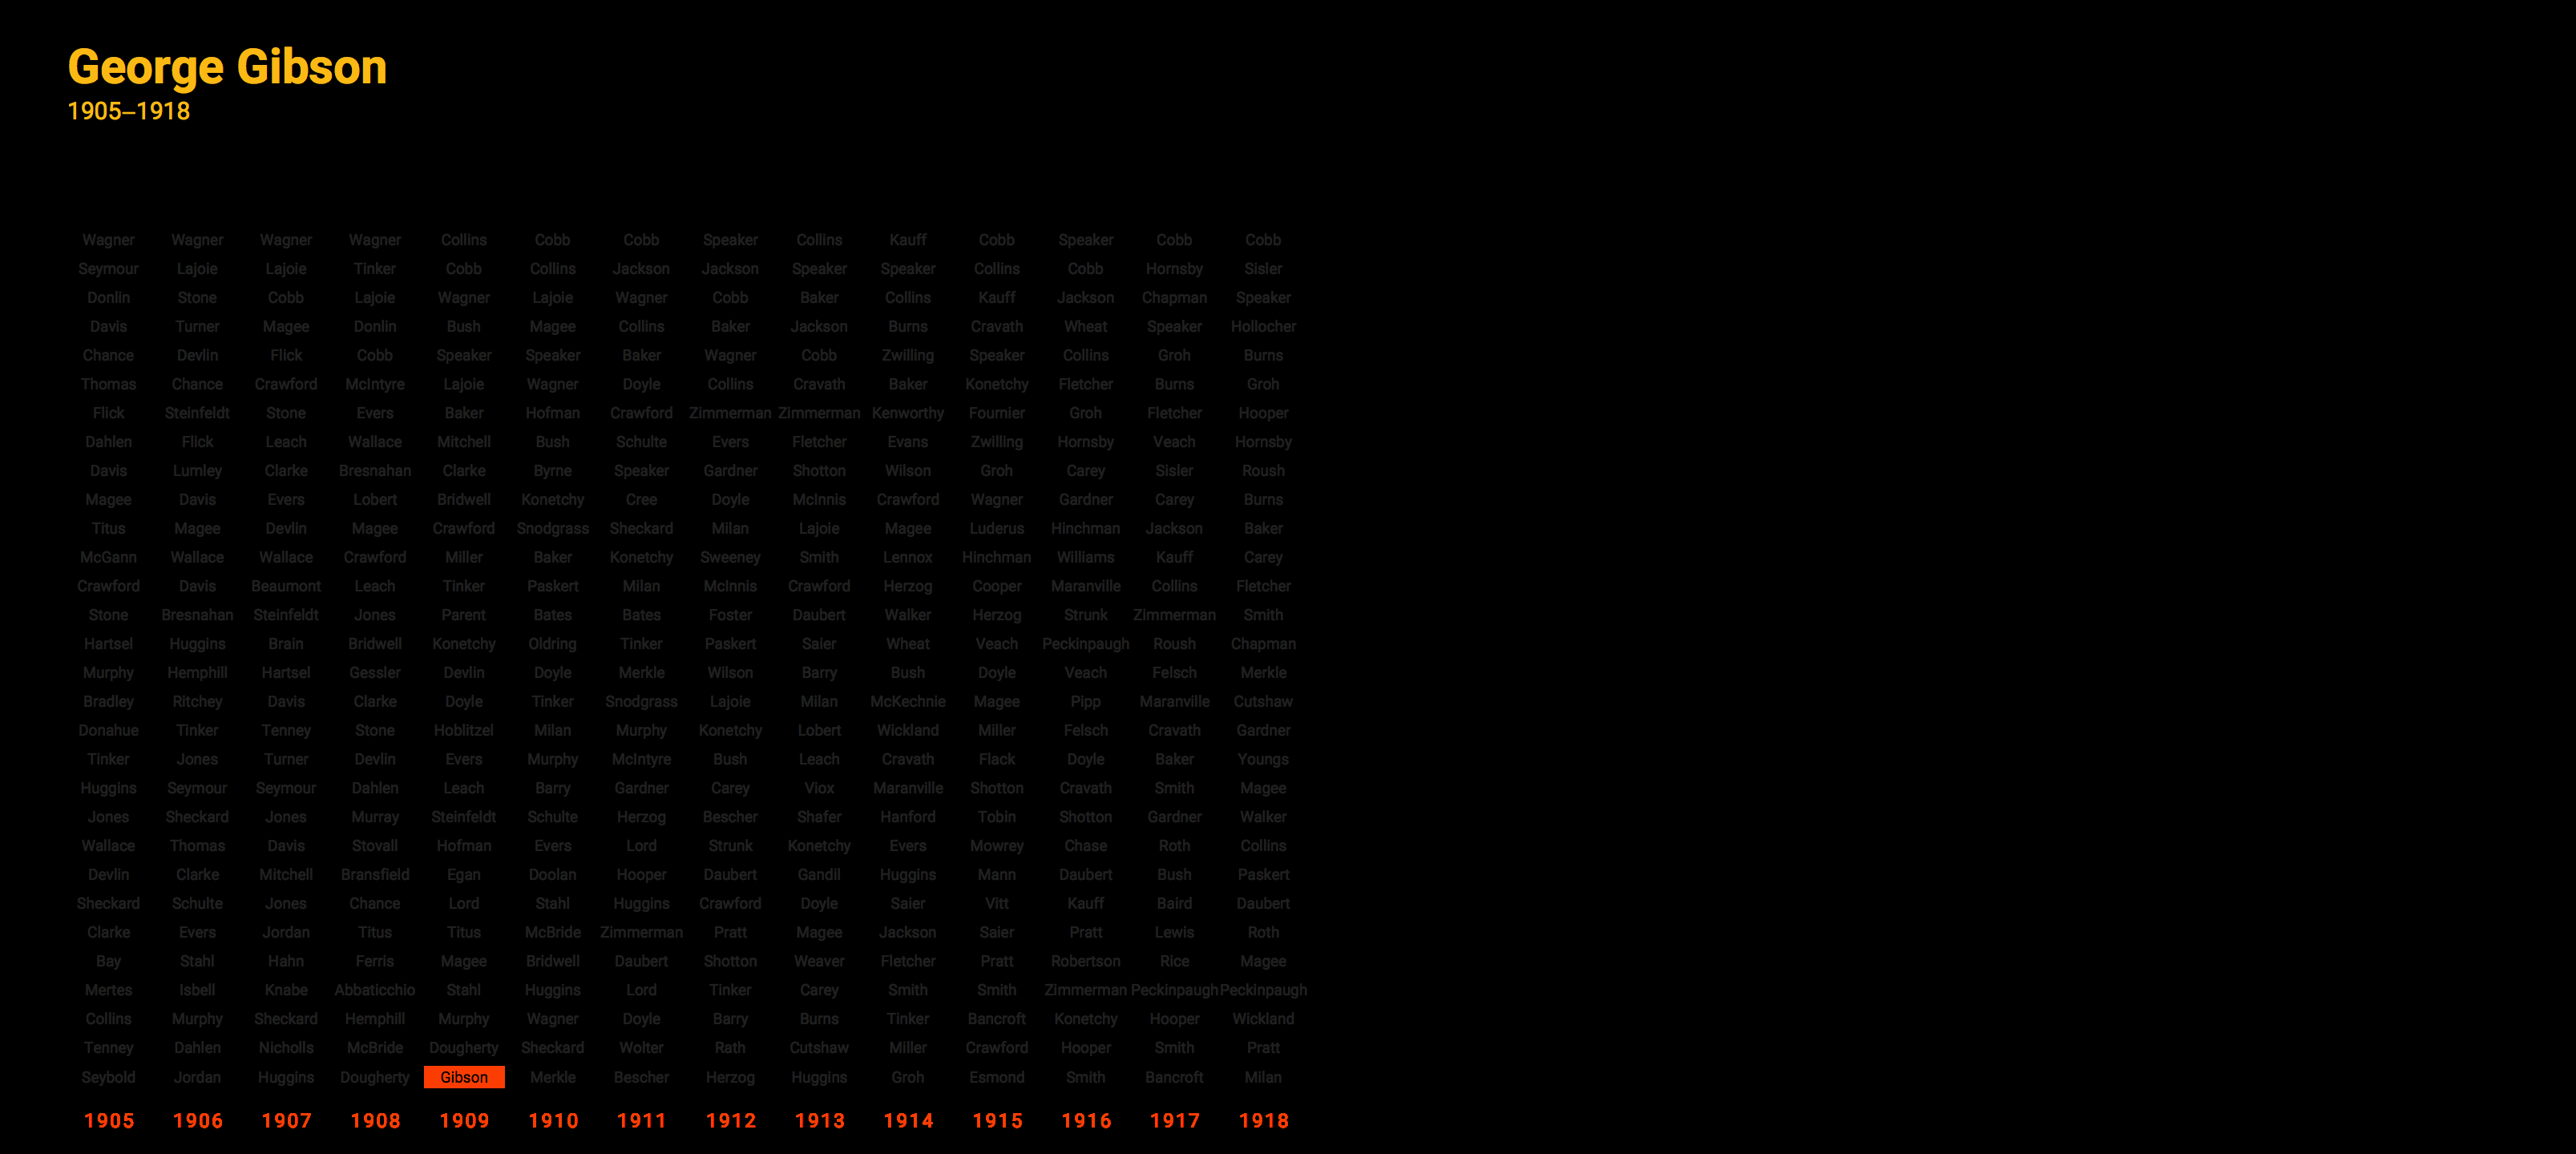 George Gibson
1905–1918
Wagner Wagner Wagner Wagner Collins Cobb Cobb Speaker Collins Kauff Cobb Speaker Cobb Cobb
Seymour Lajoie Lajoie Tinker Cobb Collins Jackson Jackson Speaker Speaker Collins Cobb Hornsby Sisler
Donlin Stone Cobb Lajoie Wagner Lajoie Wagner Cobb Baker Collins Kauff Jackson Chapman Speaker
Davis Turner Magee Donlin Bush Magee Collins Baker Jackson Burns Cravath Wheat Speaker Hollocher
Chance Devlin Flick Cobb Speaker Speaker Baker Wagner Cobb Zwilling Speaker Collins Groh Burns
Thomas Chance Crawford McIntyre Lajoie Wagner Doyle Collins Cravath Baker Konetchy Fletcher Burns Groh
Flick Steinfeldt Stone Evers Baker Hofman Crawford Zimmerman Zimmerman Kenworthy Fournier Groh Fletcher Hooper
Dahlen Flick Leach Wallace Mitchell Bush Schulte Evers Fletcher Evans Zwilling Hornsby Veach Hornsby
Davis Lumley Clarke Bresnahan Clarke Byrne Speaker Gardner Shotton Wilson Groh Carey Sisler Roush
Magee Davis Evers Lobert Bridwell Konetchy Cree Doyle McInnis Crawford Wagner Gardner Carey Burns
Titus Magee Devlin Magee Crawford Snodgrass Sheckard Milan Lajoie Magee Luderus Hinchman Jackson Baker
McGann Wallace Wallace Crawford Miller Baker Konetchy Sweeney Smith Lennox Hinchman Williams Kauff Carey
Crawford Davis Beaumont Leach Tinker Paskert Milan McInnis Crawford Herzog Cooper Maranville Collins Fletcher
Stone Bresnahan Steinfeldt Jones Parent Bates Bates Foster Daubert Walker Herzog Strunk Zimmerman Smith
Hartsel Huggins Brain Bridwell Konetchy Oldring Tinker Paskert Saier Wheat Veach Peckinpaugh Roush Chapman
Murphy Hemphill Hartsel Gessler Devlin Doyle Merkle Wilson Barry Bush Doyle Veach Felsch Merkle
Bradley Ritchey Davis Clarke Doyle Tinker Snodgrass Lajoie Milan McKechnie Magee Pipp Maranville Cutshaw
Donahue Tinker Tenney Stone Hoblitzel Milan Murphy Konetchy Lobert Wickland Miller Felsch Cravath Gardner
Tinker Jones Turner Devlin Evers Murphy McIntyre Bush Leach Cravath Flack Doyle Baker Youngs
Huggins Seymour Seymour Dahlen Leach Barry Gardner Carey Viox Maranville Shotton Cravath Smith Magee
Jones Sheckard Jones Murray Steinfeldt Schulte Herzog Bescher Shafer Hanford Tobin Shotton Gardner Walker
Wallace Thomas Davis Stovall Hofman Evers Lord Strunk Konetchy Evers Mowrey Chase Roth Collins
Devlin Clarke Mitchell Bransfield Egan Doolan Hooper Daubert Gandil Huggins Mann Daubert Bush Paskert
Sheckard Schulte Jones Chance Lord Stahl Huggins Crawford Doyle Saier Vitt Kauff Baird Daubert
Clarke Evers Jordan Titus Titus McBride Zimmerman Pratt Magee Jackson Saier Pratt Lewis Roth
Bay Stahl Hahn Ferris Magee Bridwell Daubert Shotton Weaver Fletcher Pratt Robertson Rice Magee
Mertes Isbell Knabe Abbaticchio Stahl Huggins Lord Tinker Carey Smith Smith Zimmerman Peckinpaugh Peckinpaugh
Collins Murphy Sheckard Hemphill Murphy Wagner Doyle Barry Burns Tinker Bancroft Konetchy Hooper Wickland
Tenney Dahlen Nicholls McBride Dougherty Sheckard Wolter Rath Cutshaw Miller Crawford Hooper Smith Pratt
Seybold Jordan Huggins Dougherty Gibson Merkle Bescher Herzog Huggins Groh Esmond Smith Bancroft Milan
1905 1906 1907 1908 1909 1910 1911 1912 1913 1914 1915 1916 1917 1918